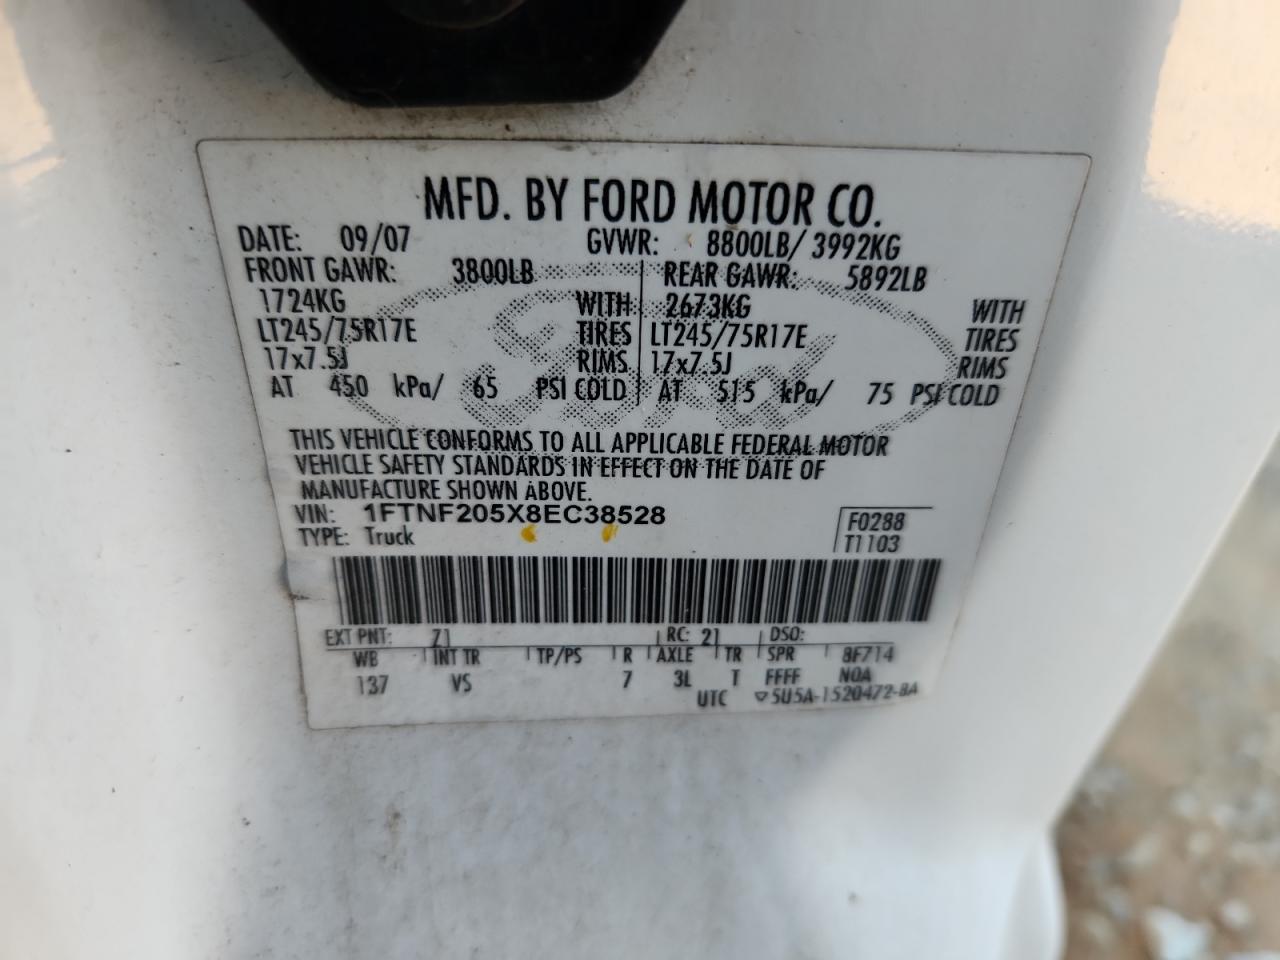 MFD. BY FORD MOTOR CO.
DATE: 09/07 GVWR: 8800LB/ 3992KG
FRONT GAWR: 3800LB REAR GAWR: 5892LB
1724KG WITH 2673KG WITH
LT245/75R17E TIRES LT245/75R17E TIRES
17x7.5J RIMS 17x7.5J RIMS
AT 450 kPa/ 65 PSI COLD AT 515 kPa/ 75 PSI COLD
Ford
THIS VEHICLE CONFORMS TO ALL APPLICABLE FEDERAL MOTOR
VEHICLE SAFETY STANDARDS IN EFFECT ON THE DATE OF
MANUFACTURE SHOWN ABOVE.
VIN: 1FTNF205X8EC38528
TYPE: Truck
F0288
T1103
EXT PNT: Z1 RC: 21 DSO:
WB INT TR TP/PS R AXLE TR SPR 8F714
137 VS 7 3L T FFFF NOA
UTC 5U5A-1520472-BA